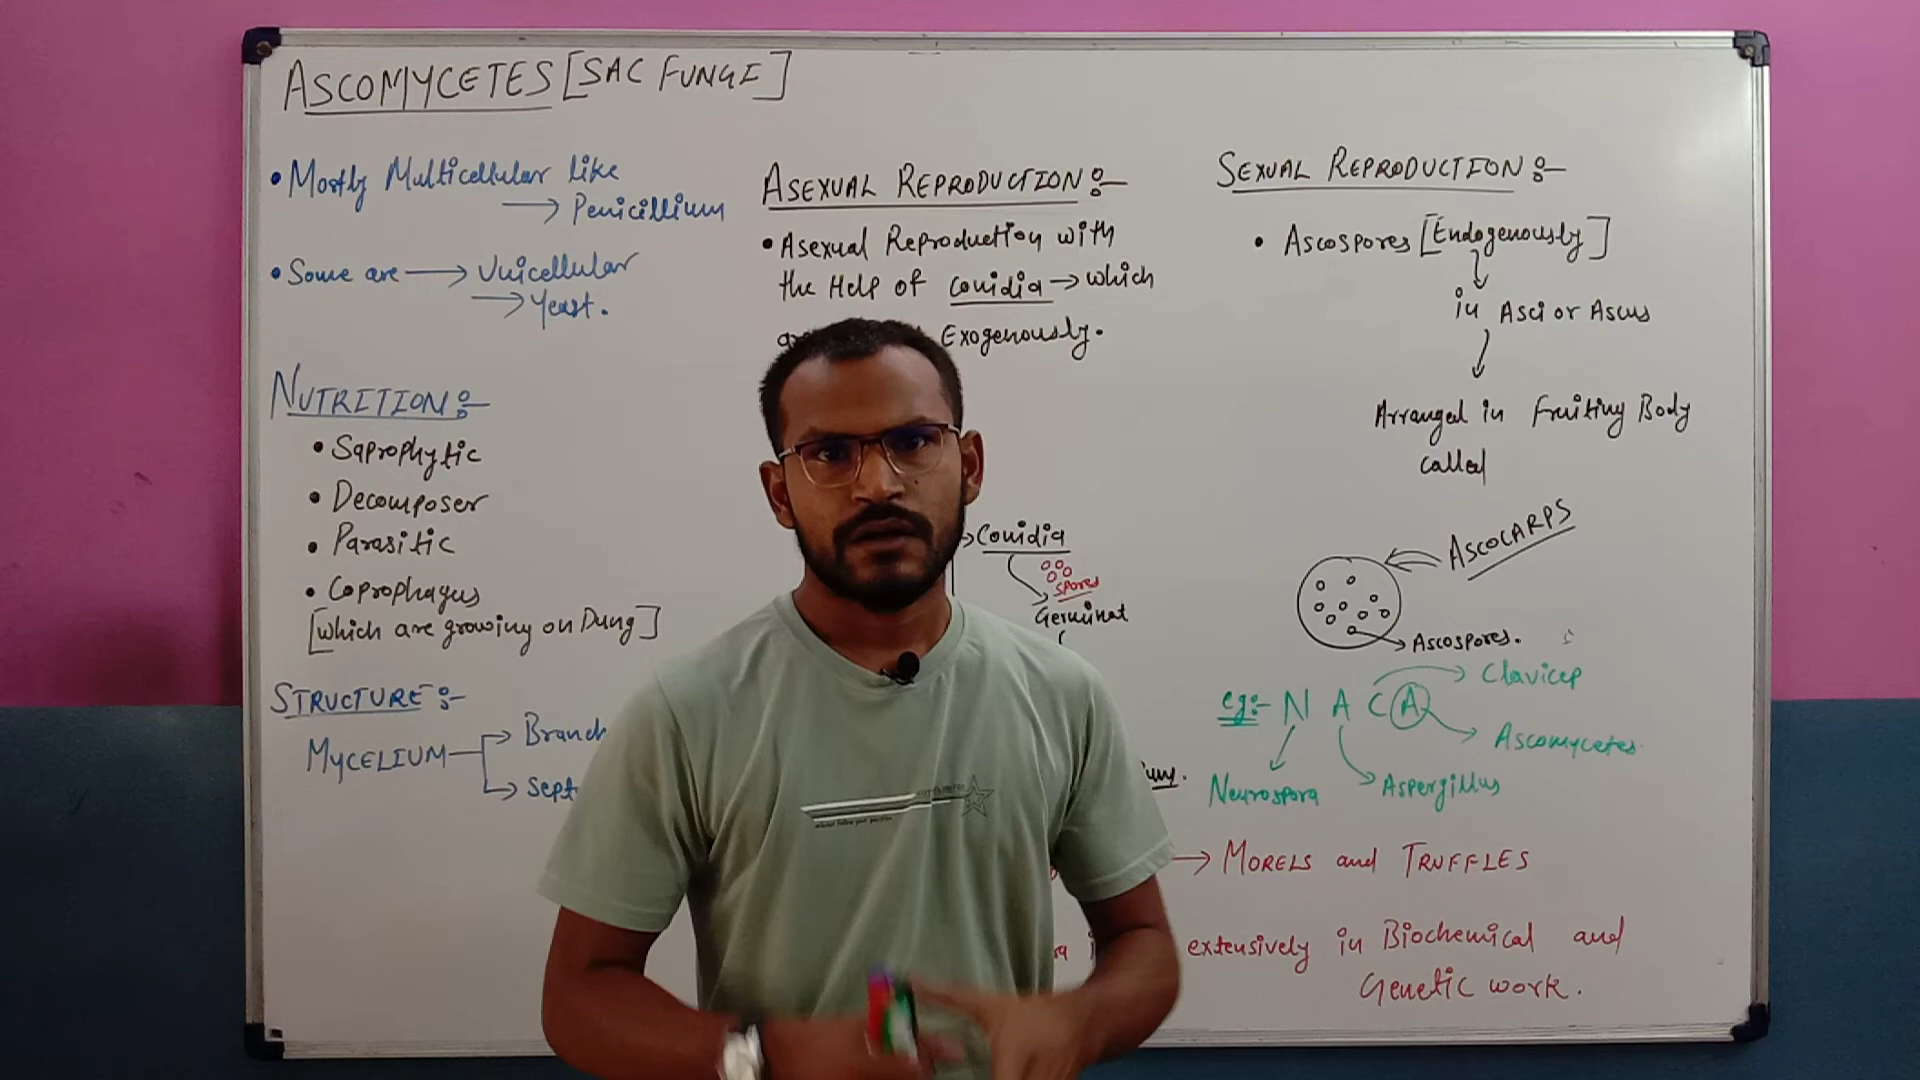 ASCOMYCETES [SAC FUNGI]
• Mostly Multicellular like
→ Penicillium
• Some are → Unicellular
→ Yeast.
NUTRITION :-
• Saprophytic
• Decomposer
• Parasitic
• Coprophagus
[which are growing on Dung]
STRUCTURE :-
MYCELIUM
→ Branch
→ Sept
ASEXUAL REPRODUCTION :-
• Asexual Reproduction with
the Help of Conidia → which
Exogenously.
→ Conidia
spores
Germinat
SEXUAL REPRODUCTION :-
• Ascospores [Endogenously]
in Asci or Ascus
Arranged in Fruiting Body
called
ASCOCARPS
→ Ascospores.
eg:- N A C A
Clavicep
Ascomycetes
Neurospora
Aspergillus
→ MORELS and TRUFFLES
extensively in Biochemical and
Genetic work.